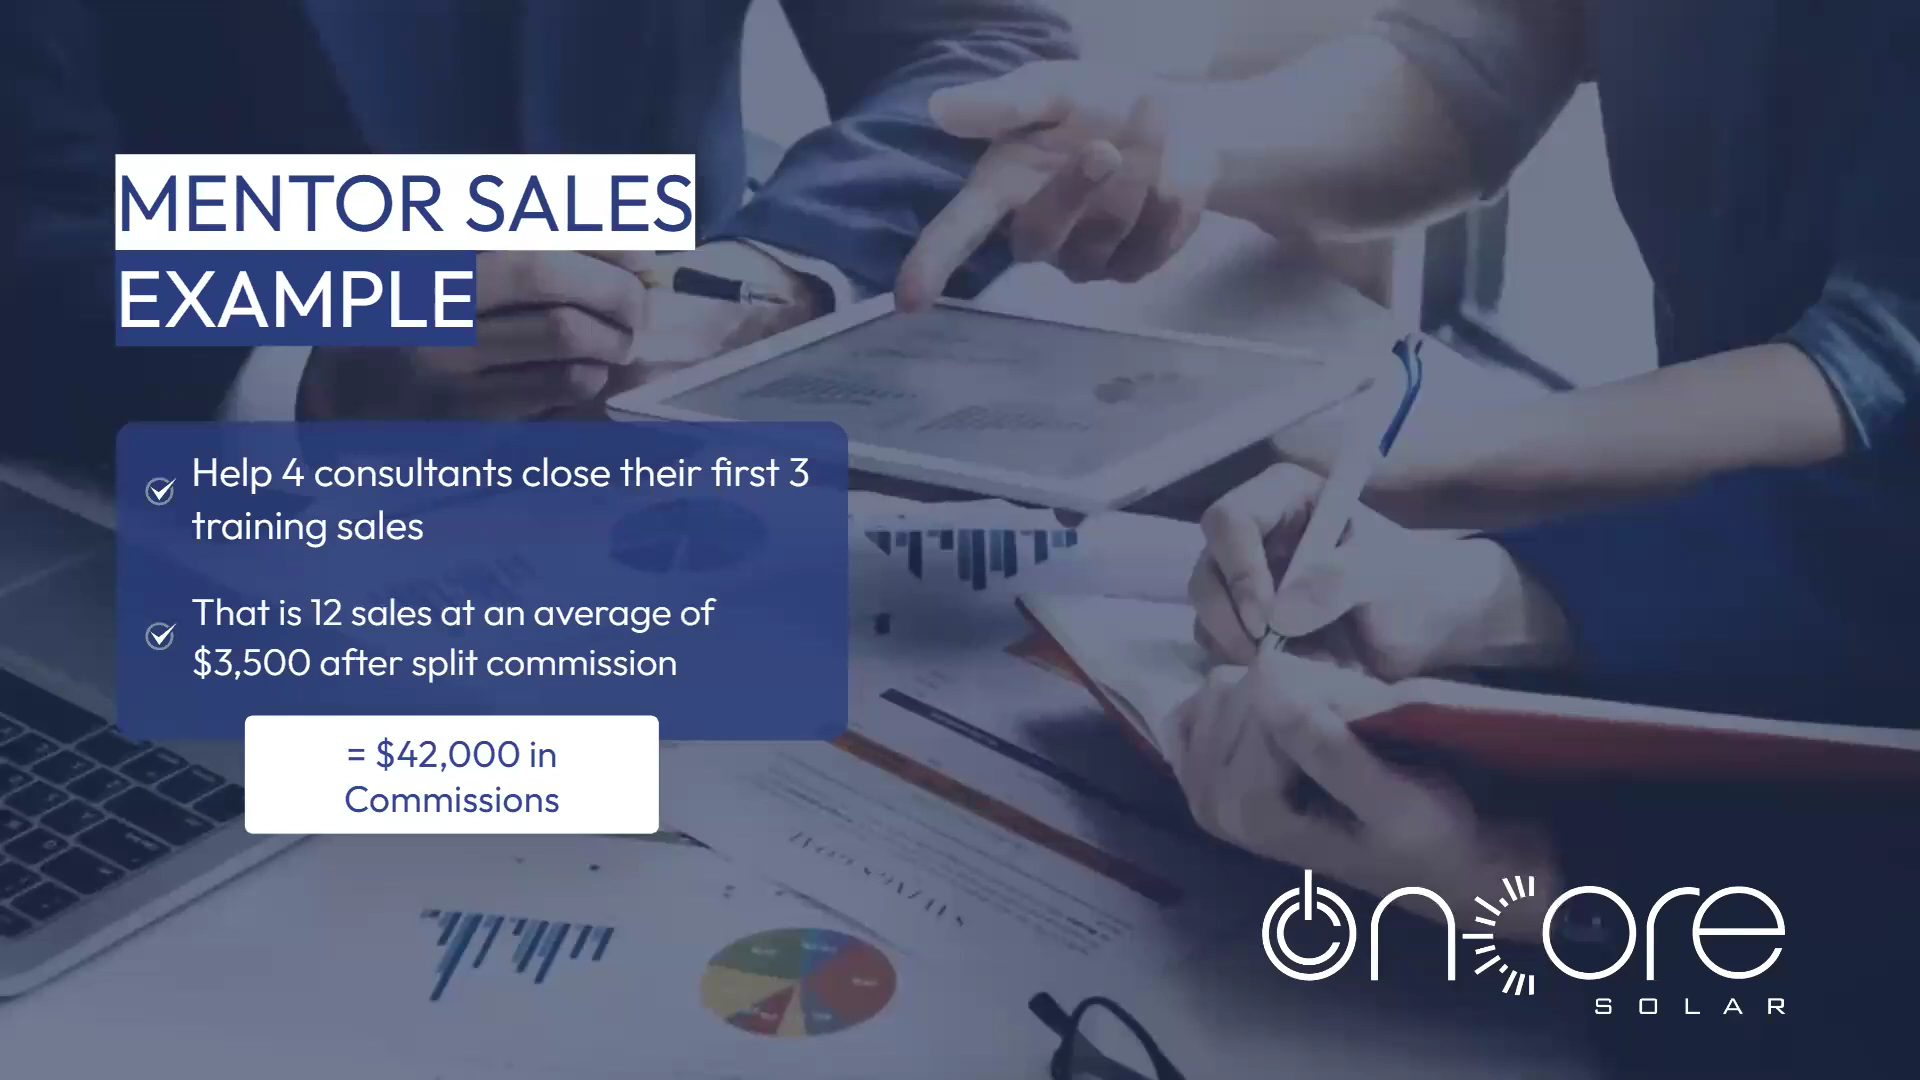 MENTOR SALES
EXAMPLE
Help 4 consultants close their first 3
training sales
That is 12 sales at an average of
$3,500 after split commission
= $42,000 in
Commissions
oncore
SOLAR